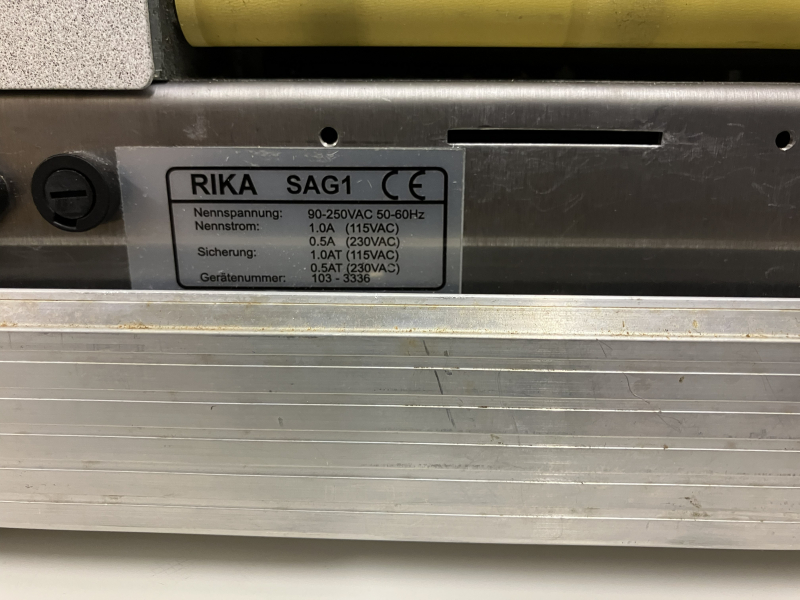 RIKA SAG1 CE
Nennspannung: 90-250VAC 50-60Hz
Nennstrom: 1.0A (115VAC)
0.5A (230VAC)
Sicherung: 1.0AT (115VAC)
0.5AT (230VAC)
Gerätenummer: 103 - 3336